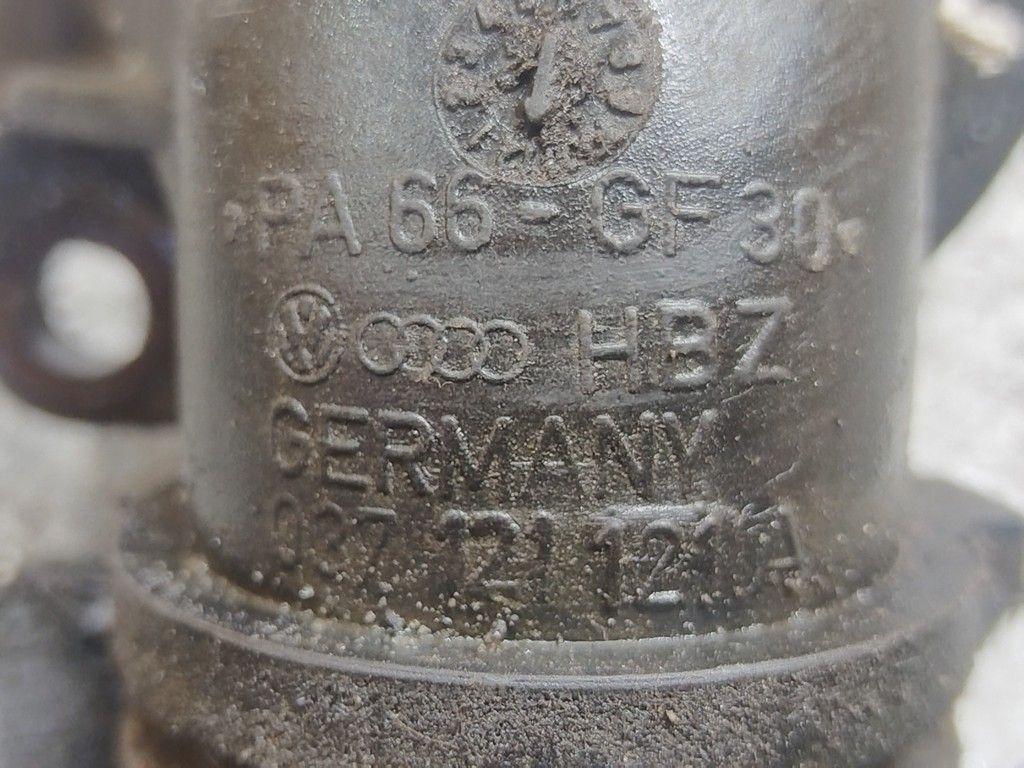 >PA 66 - GF 30<
HBZ
GERMANY
037 121 121 A